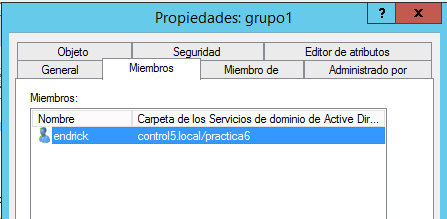 Propiedades: grupo1
? x
Objeto Seguridad Editor de atributos
General Miembros Miembro de Administrado por
Miembros:
Nombre Carpeta de los Servicios de dominio de Active Dir...
endrick control5.local/practica6